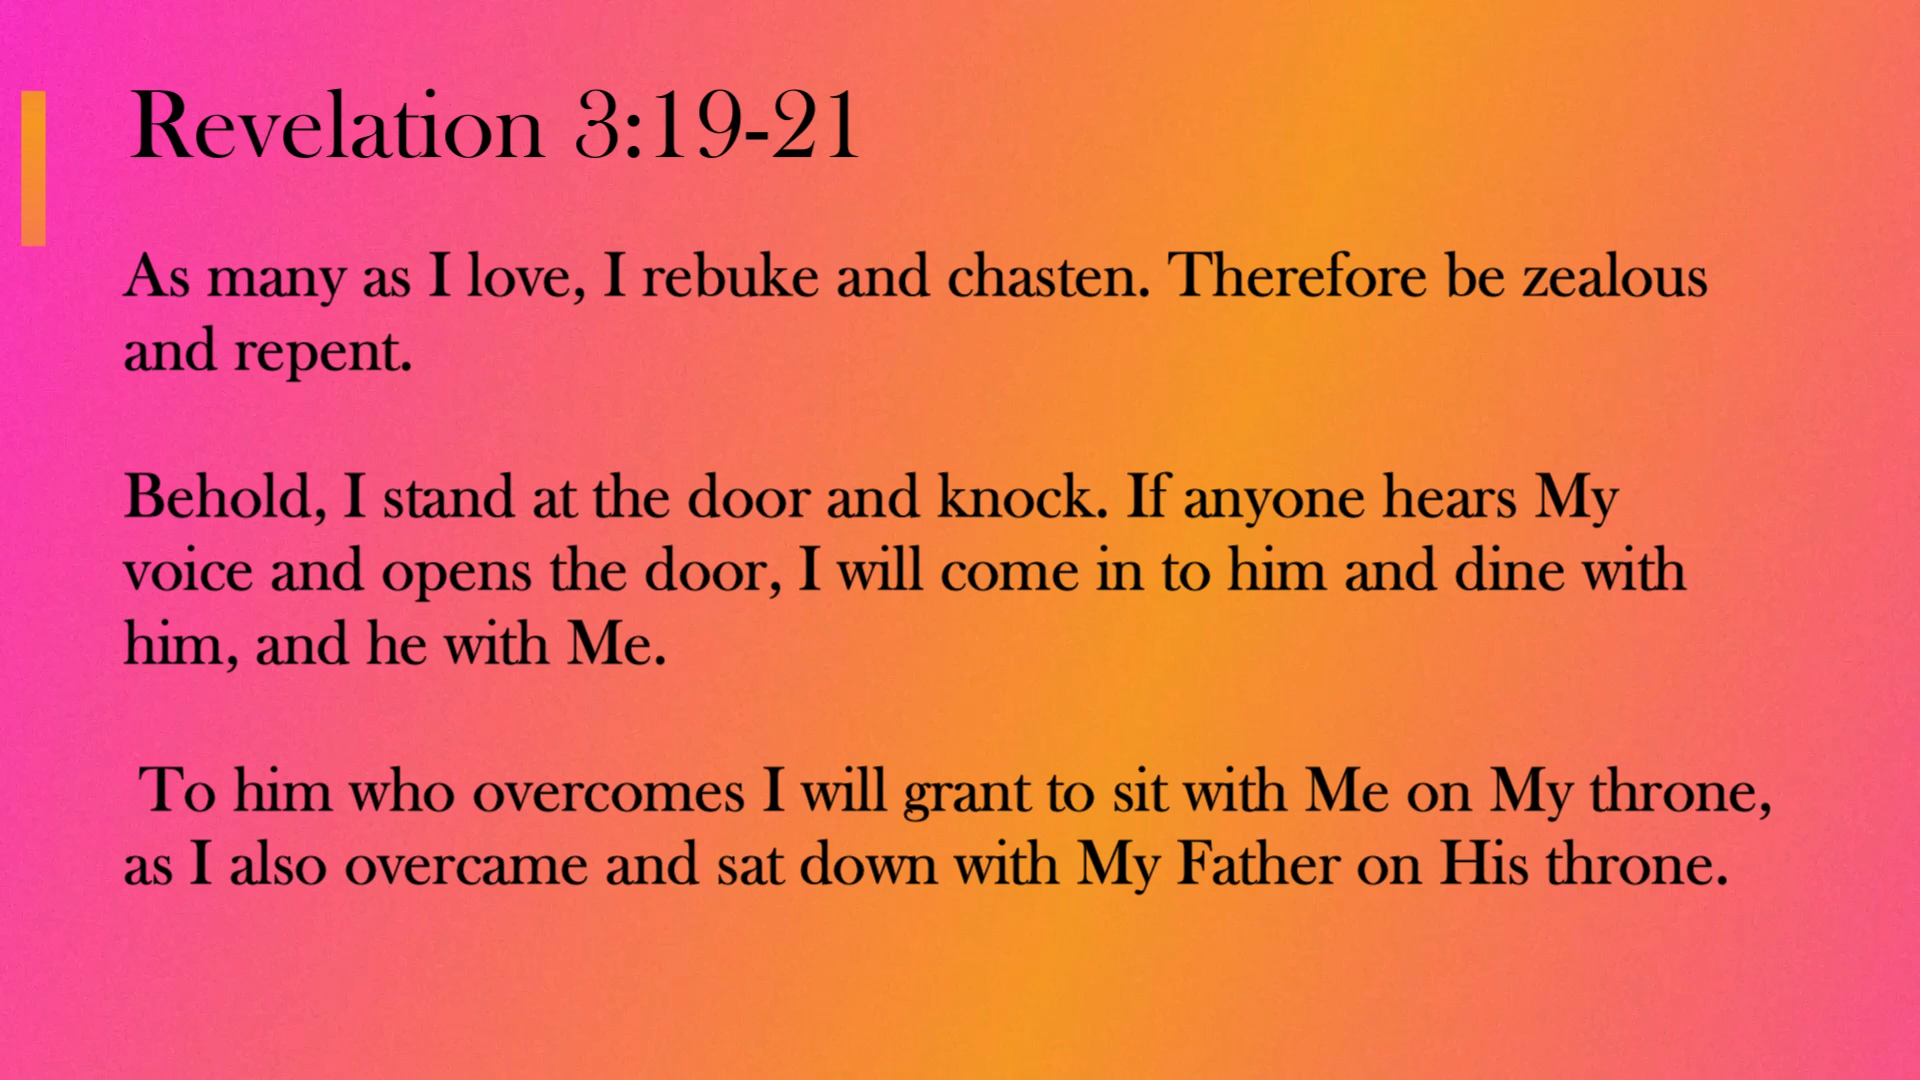 Revelation 3:19-21
As many as I love, I rebuke and chasten. Therefore be zealous
and repent.
Behold, I stand at the door and knock. If anyone hears My
voice and opens the door, I will come in to him and dine with
him, and he with Me.
To him who overcomes I will grant to sit with Me on My throne,
as I also overcame and sat down with My Father on His throne.